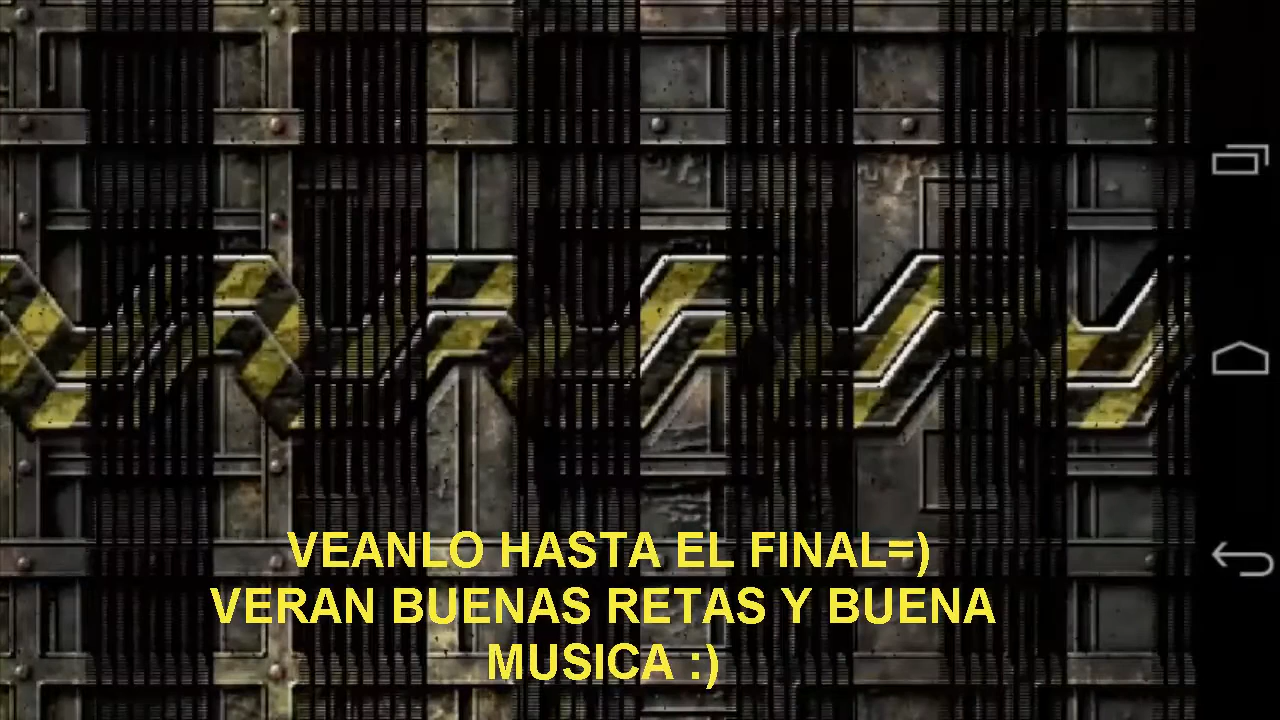 VEANLO HASTA EL FINAL=)
VERAN BUENAS RETAS Y BUENA
MUSICA :)